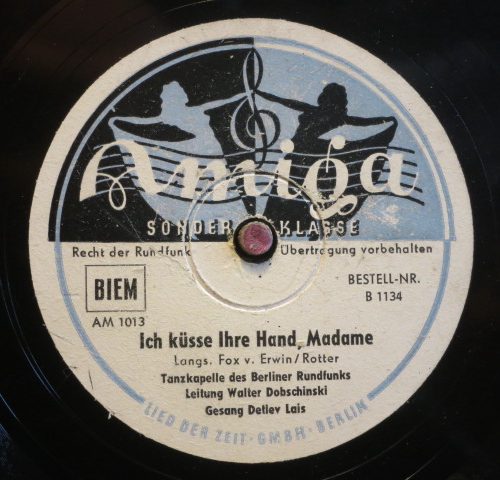 Amiga
SONDER KLASSE
Recht der Rundfunk Übertragung vorbehalten
BIEM
BESTELL-NR.
B 1134
AM 1013
Ich küsse Ihre Hand, Madame
Langs. Fox v. Erwin/Rotter
Tanzkapelle des Berliner Rundfunks
Leitung Walter Dobschinski
Gesang Detlev Lais
LIED DER ZEIT · GMBH · BERLIN